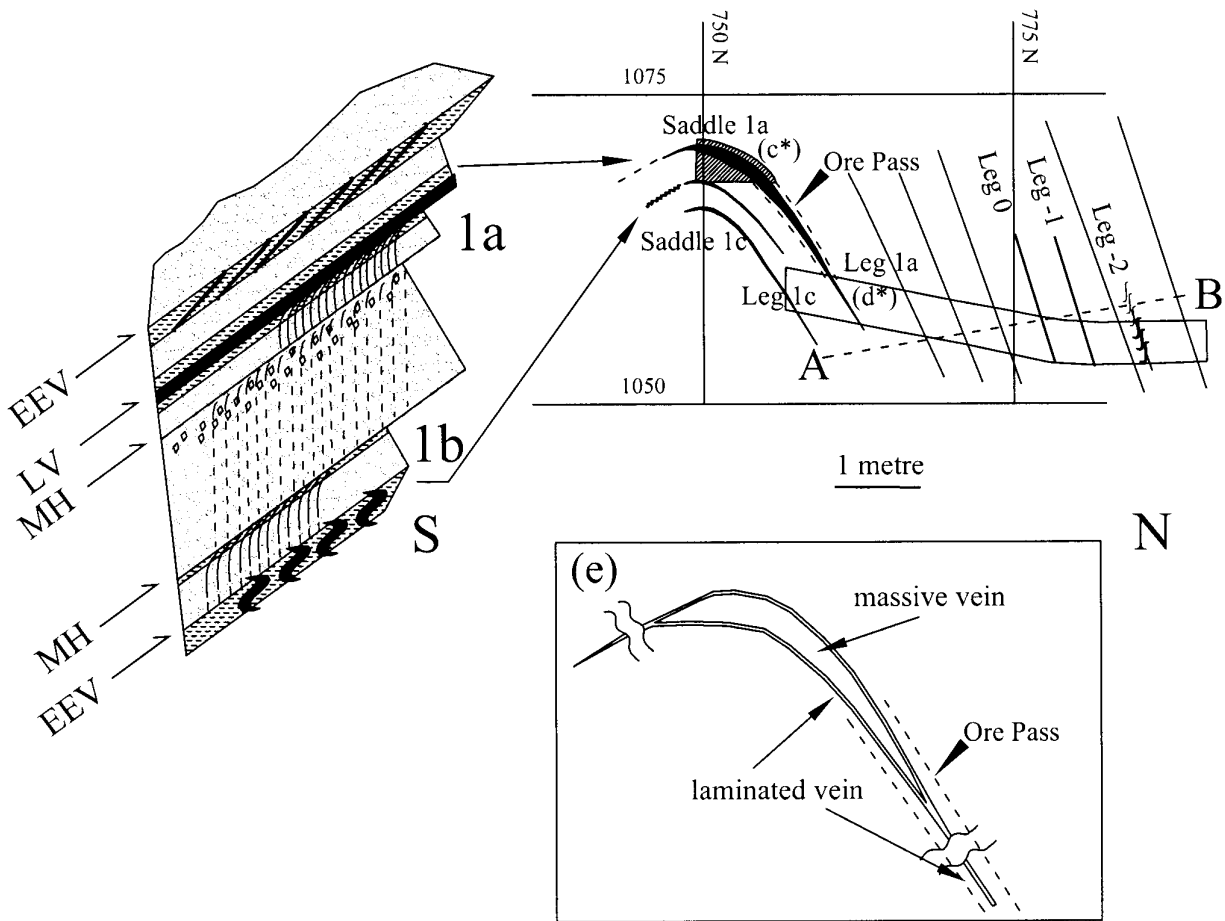 750 N
775 N
1075
Saddle 1a
(c*)
Ore Pass
Leg 0
Leg -1
Leg -2
1a
Saddle 1c
Leg 1a
Leg 1c
(d*)
B
A
EEV
LV
MH
1b
1050
1 metre
S
N
MH
EEV
(e)
massive vein
Ore Pass
laminated vein